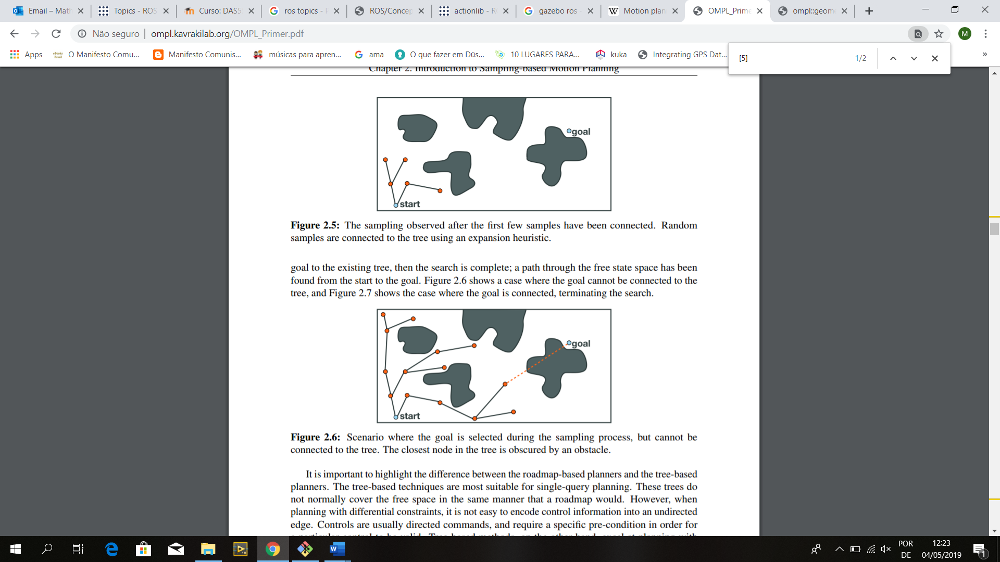 Email – Math
Topics - ROS
Curso: DAS5
ros topics -
ROS/Concep
actionlib - R
gazebo ros -
W Motion plan
OMPL_Prime
ompl::geom
Não seguro | ompl.kavrakilab.org/OMPL_Primer.pdf
M
Apps
O Manifesto Comu...
Manifesto Comunis...
músicas para apren...
ama
O que fazer em Düs...
10 LUGARES PARA...
kuka
Integrating GPS Dat...
»
[5]
1/2
Chapter 2. Introduction to Sampling-based Motion Planning
goal
start
Figure 2.5: The sampling observed after the first few samples have been connected. Random
samples are connected to the tree using an expansion heuristic.
goal to the existing tree, then the search is complete; a path through the free state space has been
found from the start to the goal. Figure 2.6 shows a case where the goal cannot be connected to the
tree, and Figure 2.7 shows the case where the goal is connected, terminating the search.
goal
start
Figure 2.6: Scenario where the goal is selected during the sampling process, but cannot be
connected to the tree. The closest node in the tree is obscured by an obstacle.
It is important to highlight the difference between the roadmap-based planners and the tree-based
planners. The tree-based techniques are most suitable for single-query planning. These trees do
not normally cover the free space in the same manner that a roadmap would. However, when
planning with differential constraints, it is not easy to encode control information into an undirected
edge. Controls are usually directed commands, and require a specific pre-condition in order for
POR
DE
12:23
04/05/2019
1